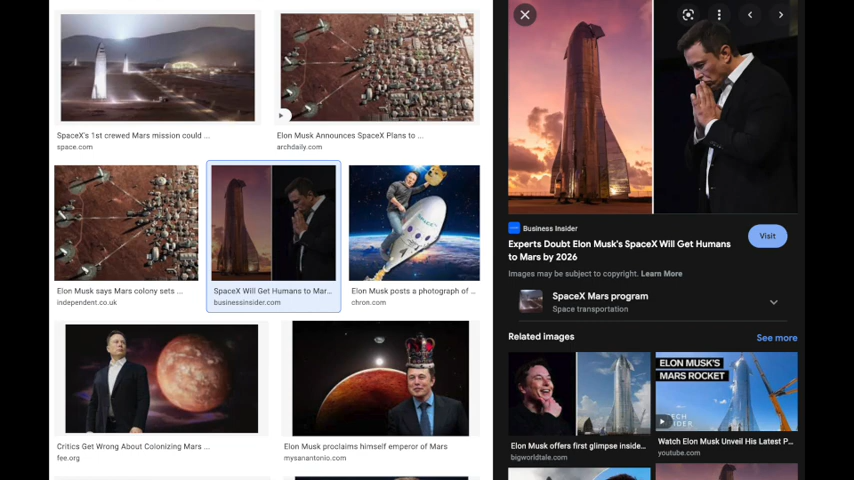 SpaceX's 1st crewed Mars mission could ...
space.com
Elon Musk Announces SpaceX Plans to ...
archdaily.com
Elon Musk says Mars colony sets ...
independent.co.uk
SpaceX Will Get Humans to Mar...
businessinsider.com
Elon Musk posts a photograph of ...
chron.com
Critics Get Wrong About Colonizing Mars ...
fee.org
Elon Musk proclaims himself emperor of Mars
mysanantonio.com
Business Insider
Experts Doubt Elon Musk's SpaceX Will Get Humans
to Mars by 2026
Visit
Images may be subject to copyright. Learn More
SpaceX Mars program
Space transportation
Related images
See more
ELON MUSK'S
MARS ROCKET
Elon Musk offers first glimpse inside...
bigworldtale.com
Watch Elon Musk Unveil His Latest P...
youtube.com